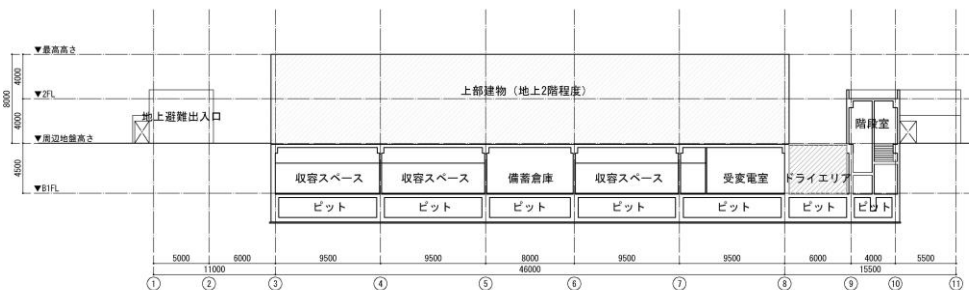 ▼最高高さ
4000
8000
▼2FL
上部建物（地上2階程度）
地上避難出入口
階段室
4000
▼周辺地盤高さ
4500
収容スペース
収容スペース
備蓄倉庫
収容スペース
受変電室
ドライエリア
▼B1FL
ピット
ピット
ピット
ピット
ピット
ピット
ピット
5000
6000
9500
9500
8000
9500
9500
6000
4000
5500
11000
46000
15500
①
②
③
④
⑤
⑥
⑦
⑧
⑨
⑩
⑪